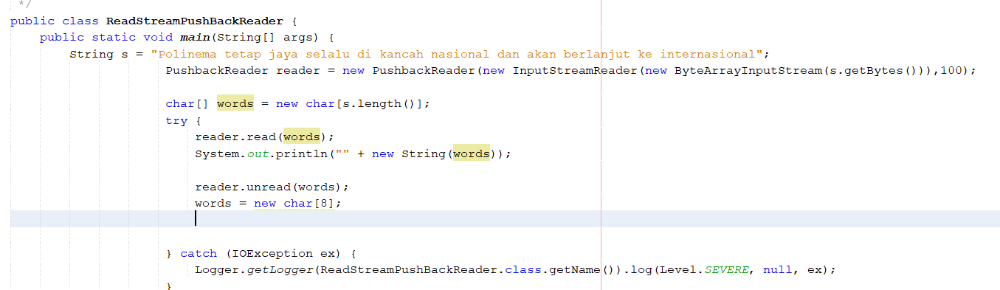 */
public class ReadStreamPushBackReader {
    public static void main(String[] args) {
        String s = "Polinema tetap jaya selalu di kancah nasional dan akan berlanjut ke internasional";
                     PushbackReader reader = new PushbackReader(new InputStreamReader(new ByteArrayInputStream(s.getBytes())),100);
                     char[] words = new char[s.length()];
                     try {
                         reader.read(words);
                         System.out.println("" + new String(words));
                         reader.unread(words);
                         words = new char[8];
                     } catch (IOException ex) {
                         Logger.getLogger(ReadStreamPushBackReader.class.getName()).log(Level.SEVERE, null, ex);
                     }